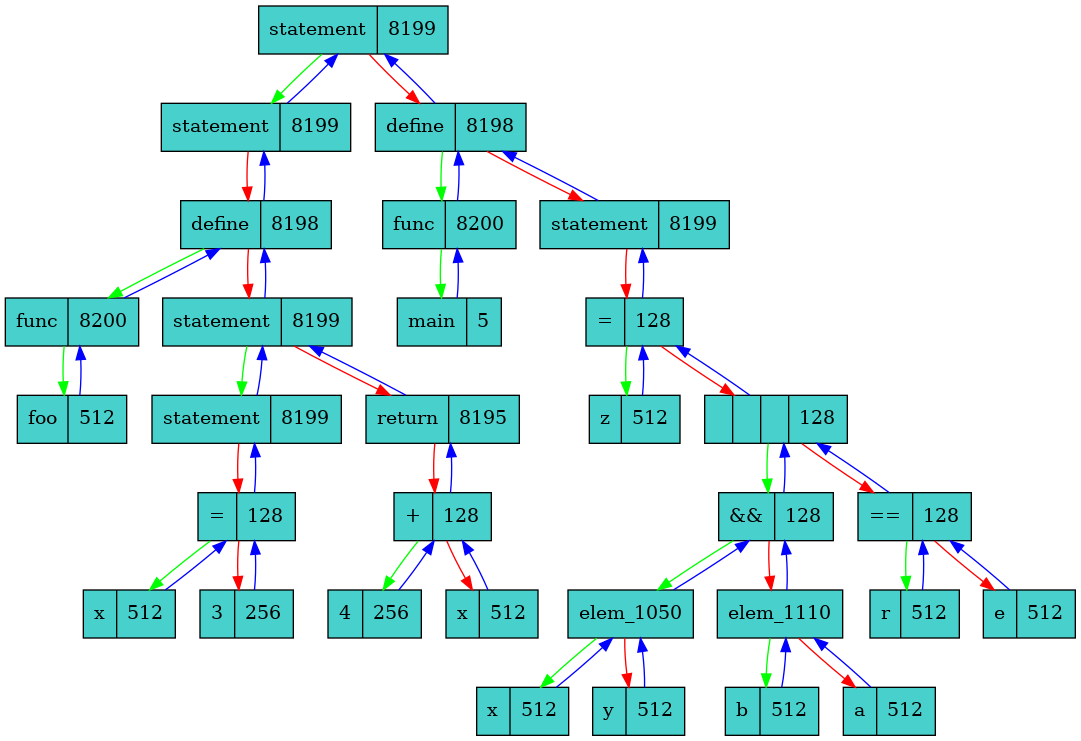 statement 8199
statement 8199 define 8198
define 8198 func 8200 statement 8199
func 8200 statement 8199 main 5 = 128
foo 512 statement 8199 return 8195 z 512 128
= 128 + 128 && 128 == 128
x 512 3 256 4 256 x 512 elem_1050 elem_1110 r 512 e 512
x 512 y 512 b 512 a 512